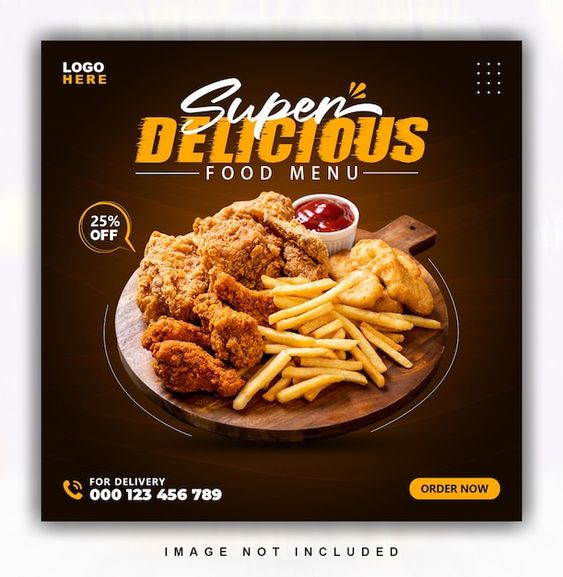 LOGO
HERE
Super
DELICIOUS
FOOD MENU
25%
OFF
FOR DELIVERY
000 123 456 789
ORDER NOW
IMAGE NOT INCLUDED